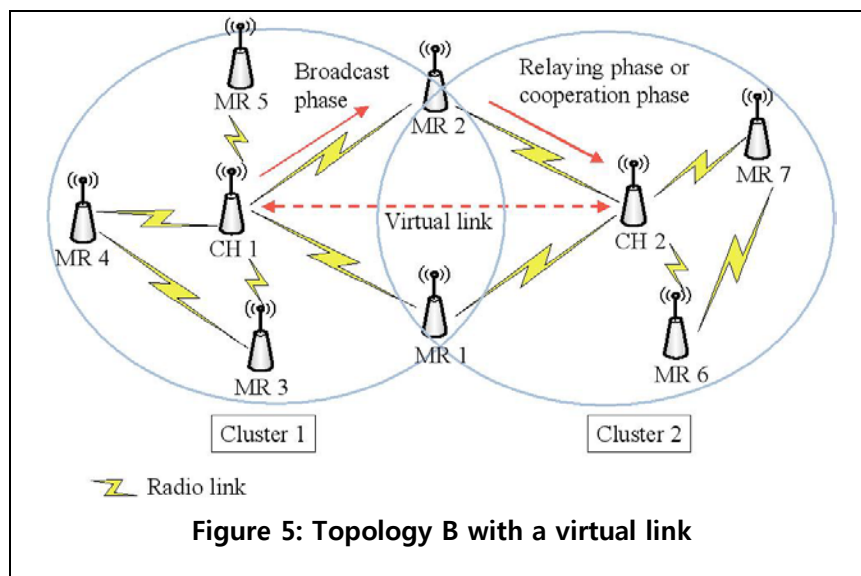 MR 5
Broadcast
phase
MR 2
Relaying phase or
cooperation phase
MR 7
MR 4
CH 1
Virtual link
CH 2
MR 3
MR 1
MR 6
Cluster 1
Cluster 2
Radio link
Figure 5: Topology B with a virtual link